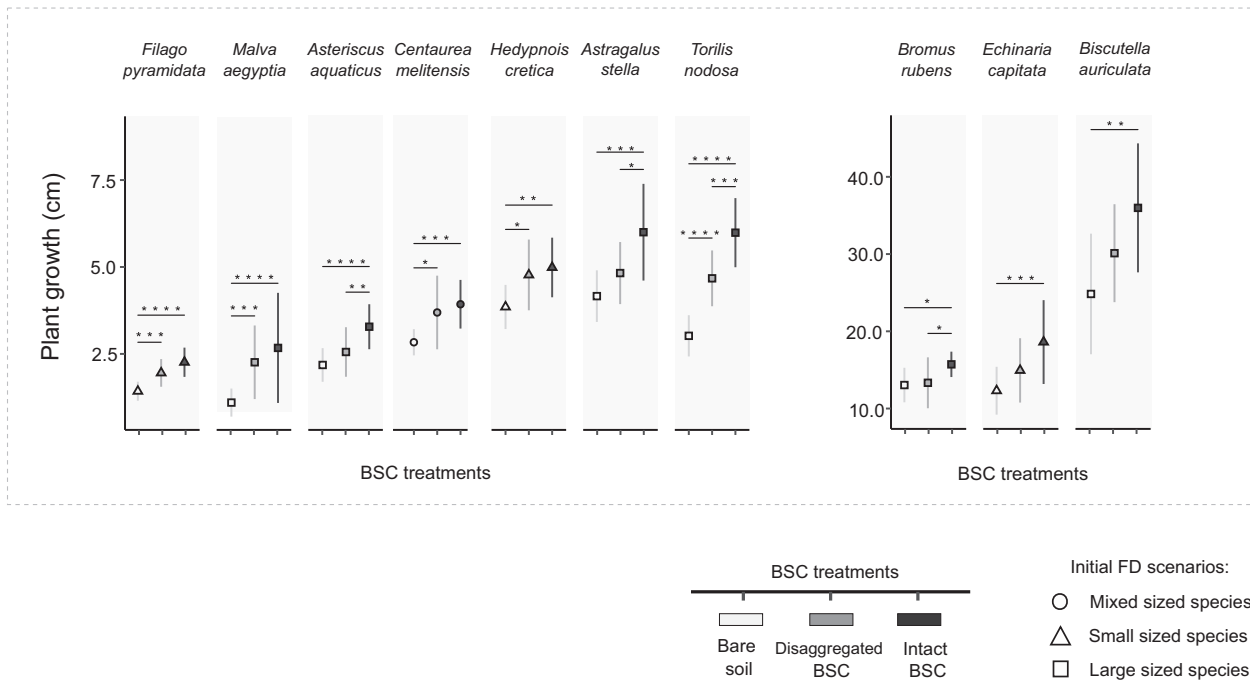 Filago
pyramidata
Malva
aegyptia
Asteriscus
aquaticus
Centaurea
melitensis
Hedypnois
cretica
Astragalus
stella
Torilis
nodosa
Bromus
rubens
Echinaria
capitata
Biscutella
auriculata
Plant growth (cm)
7.5
5.0
2.5
* * * *
* * *
* * * *
* * *
* * * *
* *
* * *
*
* *
*
* * *
*
* * * *
* * *
* * * *
BSC treatments
40.0
30.0
20.0
10.0
*
*
* * *
* *
BSC treatments
BSC treatments
Bare
soil
Disaggregated
BSC
Intact
BSC
Initial FD scenarios:
Mixed sized species
Small sized species
Large sized species